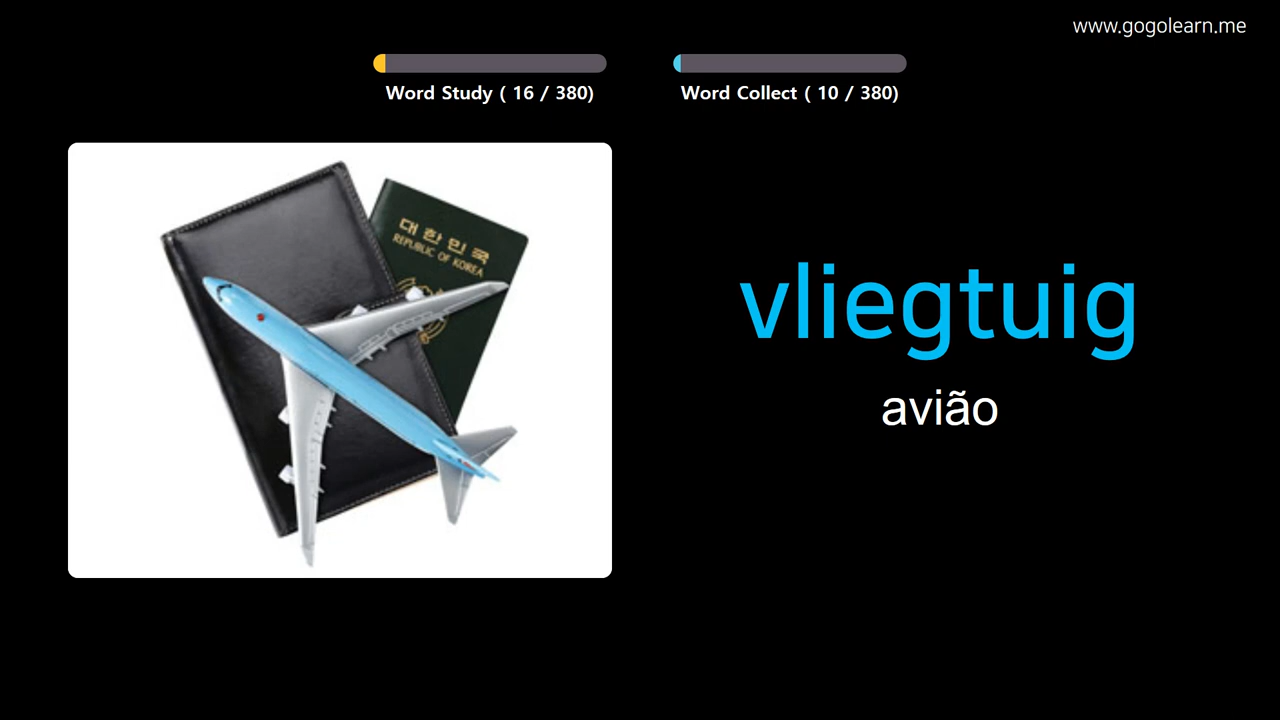 www.gogolearn.me
Word Study ( 16 / 380)
Word Collect ( 10 / 380)
대한민국
REPUBLIC OF KOREA
vliegtuig
avião